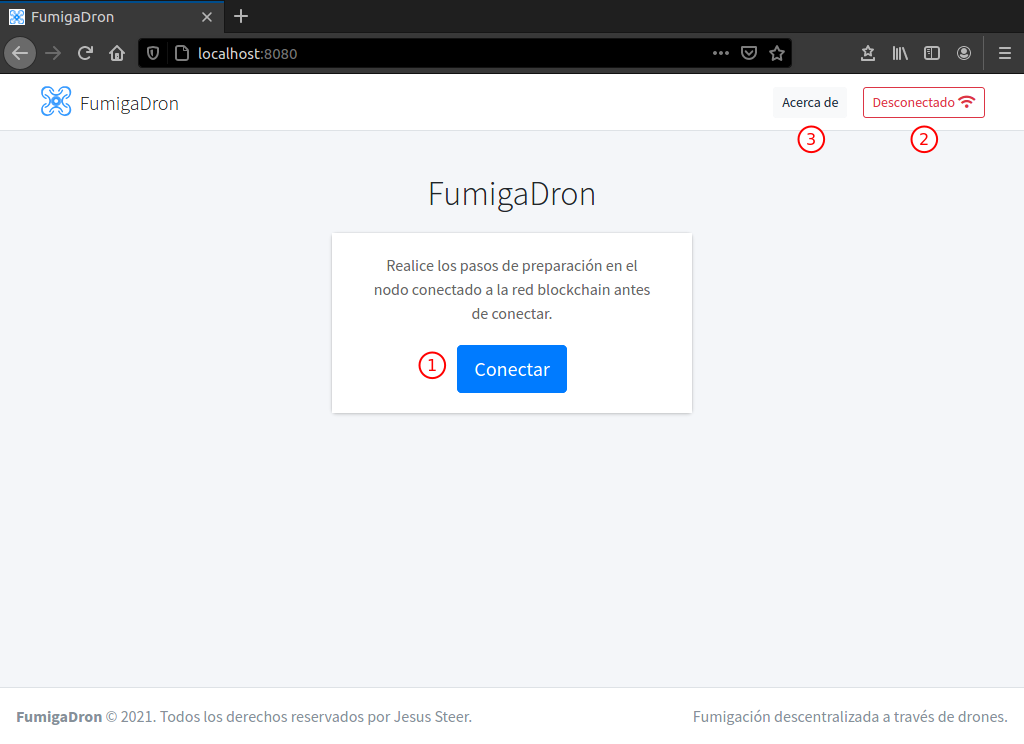 FumigaDron
localhost:8080
FumigaDron
Acerca de
Desconectado
3
2
FumigaDron
Realice los pasos de preparación en el
nodo conectado a la red blockchain antes
de conectar.
1
Conectar
FumigaDron © 2021. Todos los derechos reservados por Jesus Steer.
Fumigación descentralizada a través de drones.